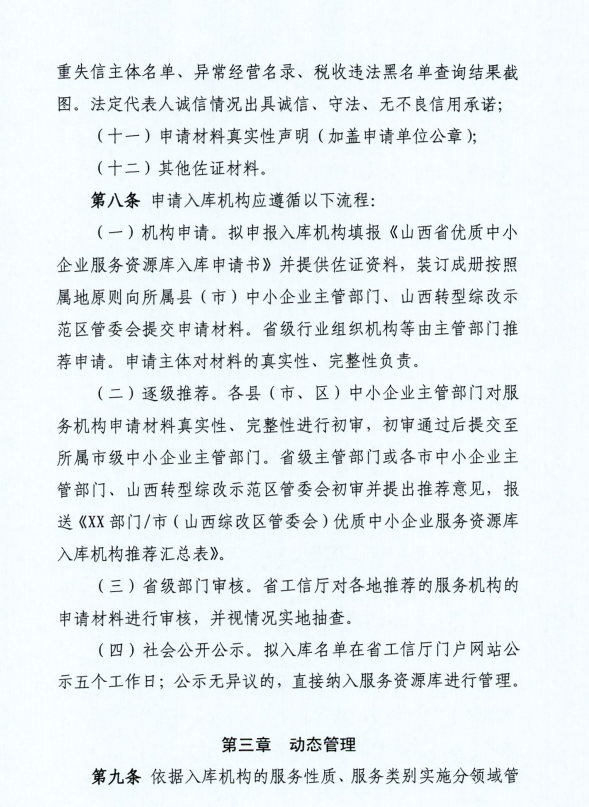 重失信主体名单、异常经营名录、税收违法黑名单查询结果截
图。法定代表人诚信情况出具诚信、守法、无不良信用承诺；
（十一）申请材料真实性声明（加盖申请单位公章）；
（十二）其他佐证材料。
第八条 申请入库机构应遵循以下流程：
（一）机构申请。拟申报入库机构填报《山西省优质中小
企业服务资源库入库申请书》并提供佐证资料，装订成册按照
属地原则向所属县（市）中小企业主管部门、山西转型综改示
范区管委会提交申请材料。省级行业组织机构等由主管部门推
荐申请。申请主体对材料的真实性、完整性负责。
（二）逐级推荐。各县（市、区）中小企业主管部门对服
务机构申请材料真实性、完整性进行初审，初审通过后提交至
所属市级中小企业主管部门。省级主管部门或各市中小企业主
管部门、山西转型综改示范区管委会初审并提出推荐意见，报
送《XX 部门/市（山西综改区管委会）优质中小企业服务资源库
入库机构推荐汇总表》。
（三）省级部门审核。省工信厅对各地推荐的服务机构的
申请材料进行审核，并视情况实地抽查。
（四）社会公开公示。拟入库名单在省工信厅门户网站公
示五个工作日；公示无异议的，直接纳入服务资源库进行管理。
第三章 动态管理
第九条 依据入库机构的服务性质、服务类别实施分领域管